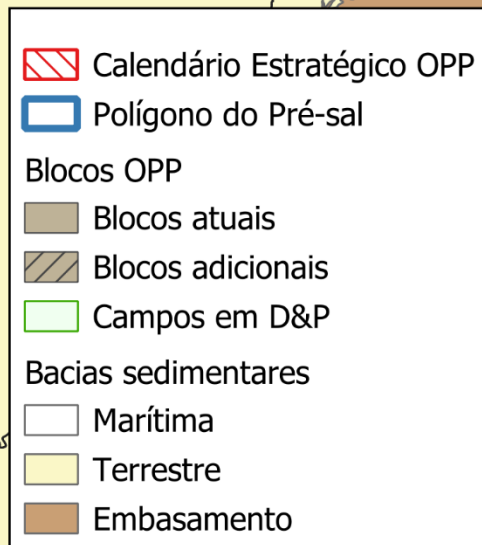 Calendário Estratégico OPP
Polígono do Pré-sal
Blocos OPP
Blocos atuais
Blocos adicionais
Campos em D&P
Bacias sedimentares
Marítima
Terrestre
Embasamento